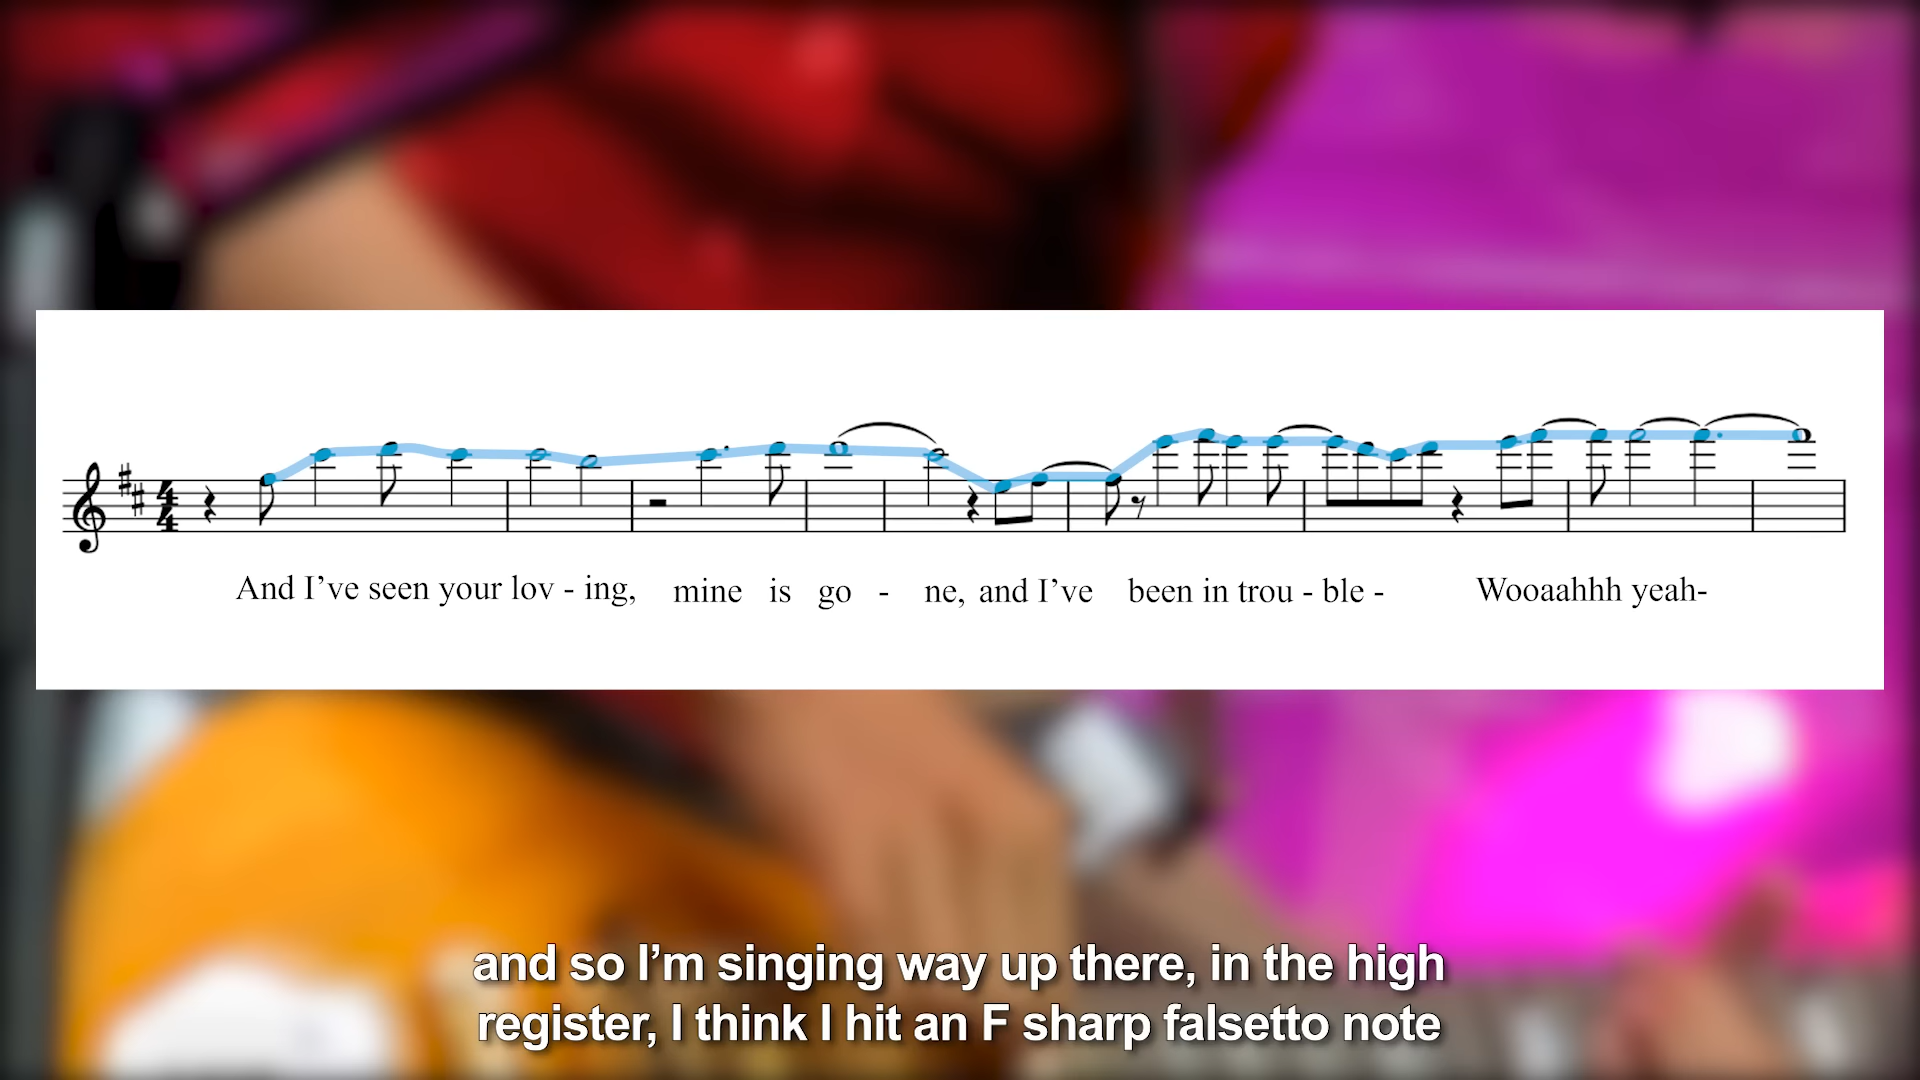 And I’ve seen your lov - ing, mine is go - ne, and I’ve been in trou - ble - Wooaahhh yeah-
and so I’m singing way up there, in the high
register, I think I hit an F sharp falsetto note